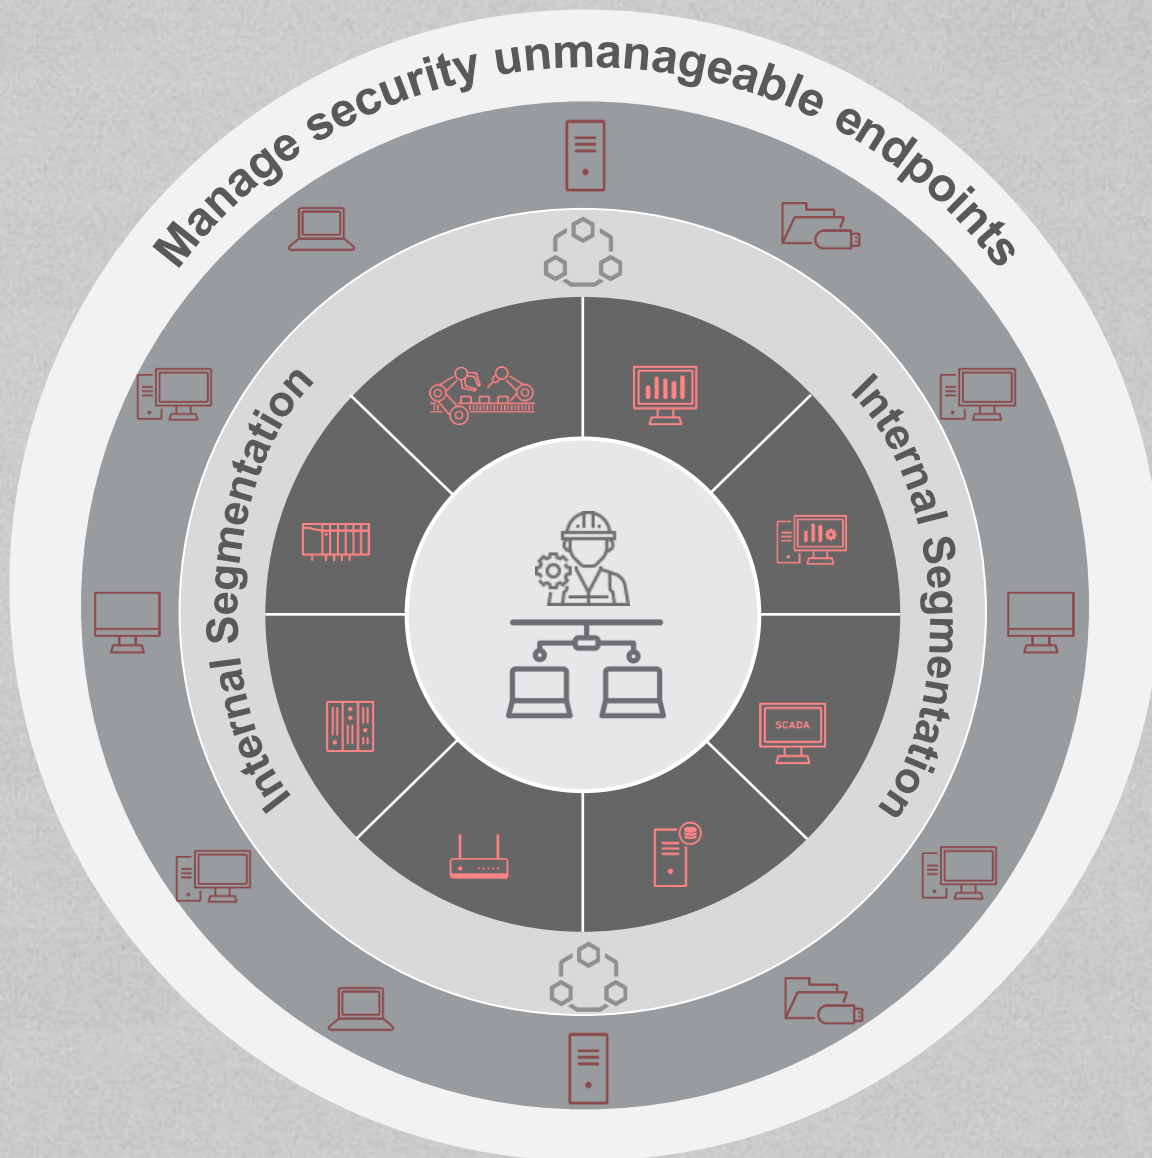 Manage security unmanageable endpoints
Internal Segmentation
Internal Segmentation
SCADA